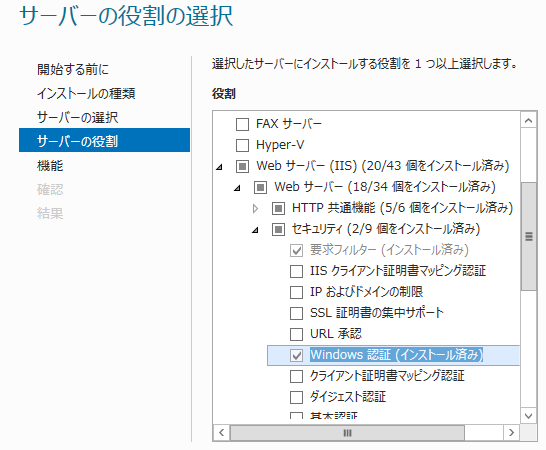 サーバーの役割の選択
開始する前に
インストールの種類
サーバーの選択
サーバーの役割
機能
確認
結果
選択したサーバーにインストールする役割を 1 つ以上選択します。
役割
FAX サーバー
Hyper-V
Web サーバー (IIS) (20/43 個をインストール済み)
Web サーバー (18/34 個をインストール済み)
HTTP 共通機能 (5/6 個をインストール済み)
セキュリティ (2/9 個をインストール済み)
要求フィルター (インストール済み)
IIS クライアント証明書マッピング認証
IP およびドメインの制限
SSL 証明書の集中サポート
URL 承認
Windows 認証 (インストール済み)
クライアント証明書マッピング認証
ダイジェスト認証
基本認証